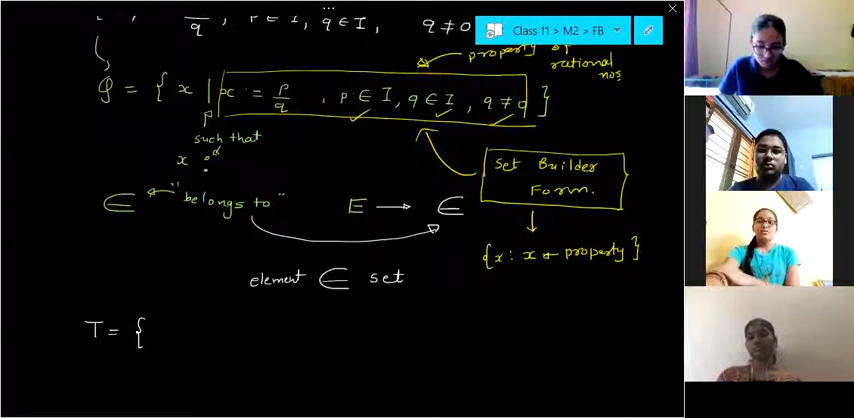 p/q, p ∈ I, q ∈ I, q ≠ 0
Class 11 > M2 > FB
property of
rational
nos
Q = { x | x = p/q , p ∈ I, q ∈ I, q ≠ 0 }
such that
x :
∈ ← "belongs to"
E → ∈
Set Builder
Form.
{x : x ← property}
element ∈ set
T = {